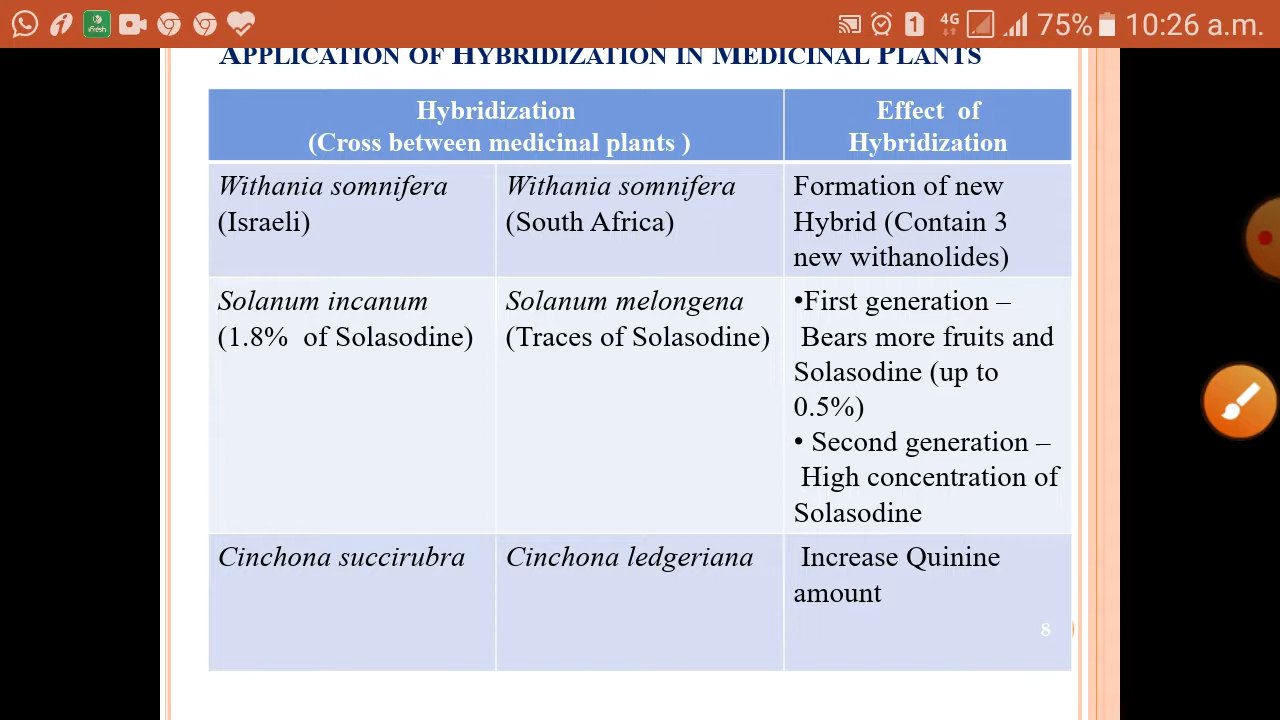 iFresh
1
4G
75%
10:26 a.m.
APPLICATION OF HYBRIDIZATION IN MEDICINAL PLANTS
Hybridization
(Cross between medicinal plants )
Effect of
Hybridization
Withania somnifera
(Israeli)
Withania somnifera
(South Africa)
Formation of new
Hybrid (Contain 3
new withanolides)
Solanum incanum
(1.8% of Solasodine)
Solanum melongena
(Traces of Solasodine)
•First generation –
Bears more fruits and
Solasodine (up to
0.5%)
• Second generation –
High concentration of
Solasodine
Cinchona succirubra
Cinchona ledgeriana
Increase Quinine
amount
8